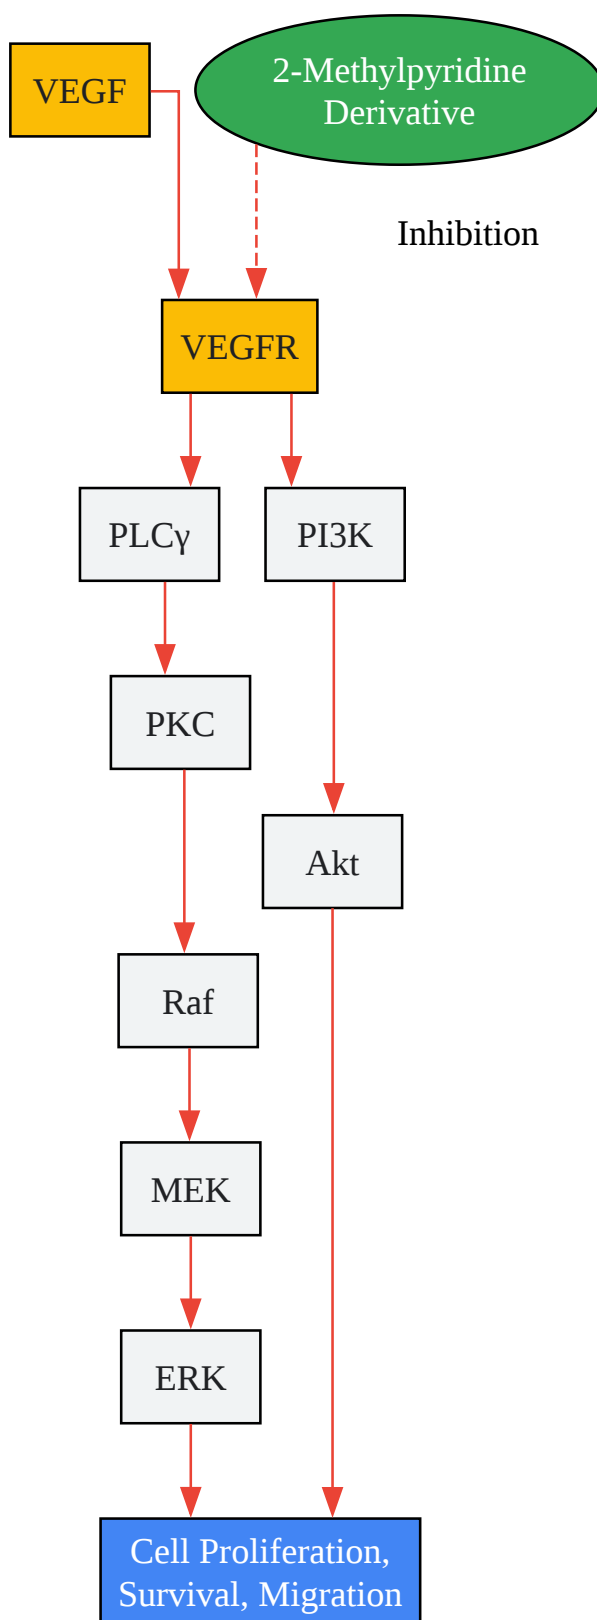 VEGF
2-Methylpyridine
Derivative
Inhibition
VEGFR
PLCγ
PI3K
PKC
Akt
Raf
MEK
ERK
Cell Proliferation,
Survival, Migration